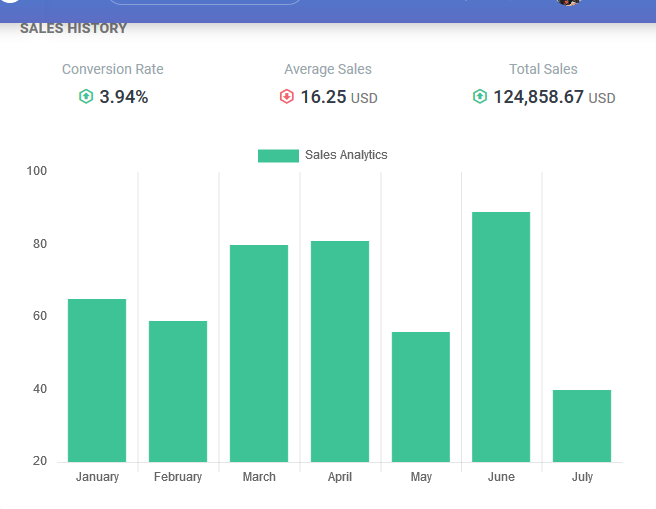 SALES HISTORY
Conversion Rate Average Sales Total Sales
3.94% 16.25 USD 124,858.67 USD
Sales Analytics
100
80
60
40
20
January February March April May June July